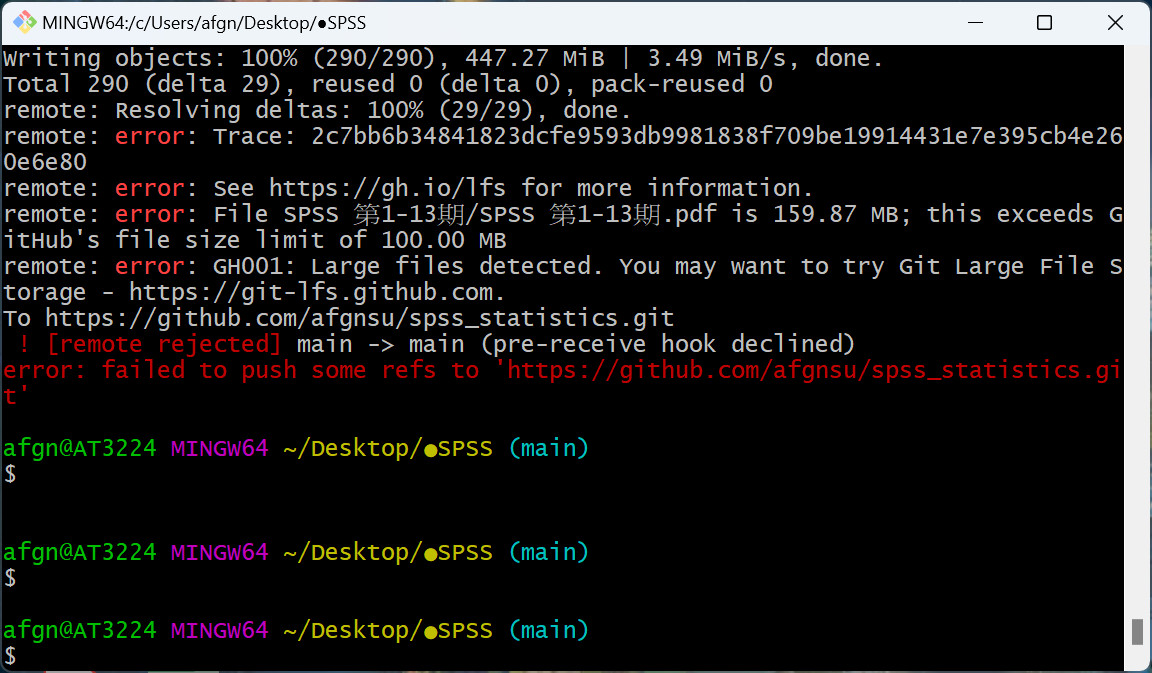 MINGW64:/c/Users/afgn/Desktop/●SPSS
Writing objects: 100% (290/290), 447.27 MiB | 3.49 MiB/s, done.
Total 290 (delta 29), reused 0 (delta 0), pack-reused 0
remote: Resolving deltas: 100% (29/29), done.
remote: error: Trace: 2c7bb6b34841823dcfe9593db9981838f709be19914431e7e395cb4e26
0e6e80
remote: error: See https://gh.io/lfs for more information.
remote: error: File SPSS 第1-13期/SPSS 第1-13期.pdf is 159.87 MB; this exceeds G
itHub's file size limit of 100.00 MB
remote: error: GH001: Large files detected. You may want to try Git Large File S
torage - https://git-lfs.github.com.
To https://github.com/afgnsu/spss_statistics.git
! [remote rejected] main -> main (pre-receive hook declined)
error: failed to push some refs to 'https://github.com/afgnsu/spss_statistics.gi
t'
afgn@AT3224 MINGW64 ~/Desktop/●SPSS (main)
$
afgn@AT3224 MINGW64 ~/Desktop/●SPSS (main)
$
afgn@AT3224 MINGW64 ~/Desktop/●SPSS (main)
$